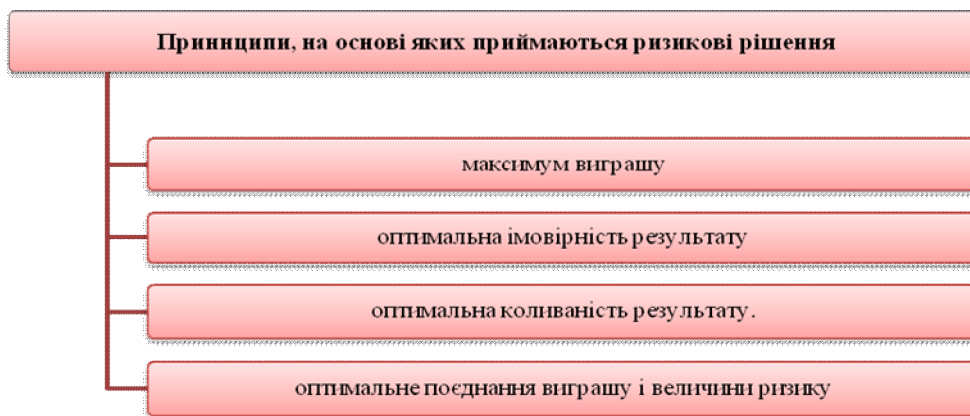 Приннципи, на основі яких приймаються ризикові рішення
максимум виграшу
оптимальна імовірність результату
оптимальна коливаність результату.
оптимальне поєднання виграшу і величини ризику